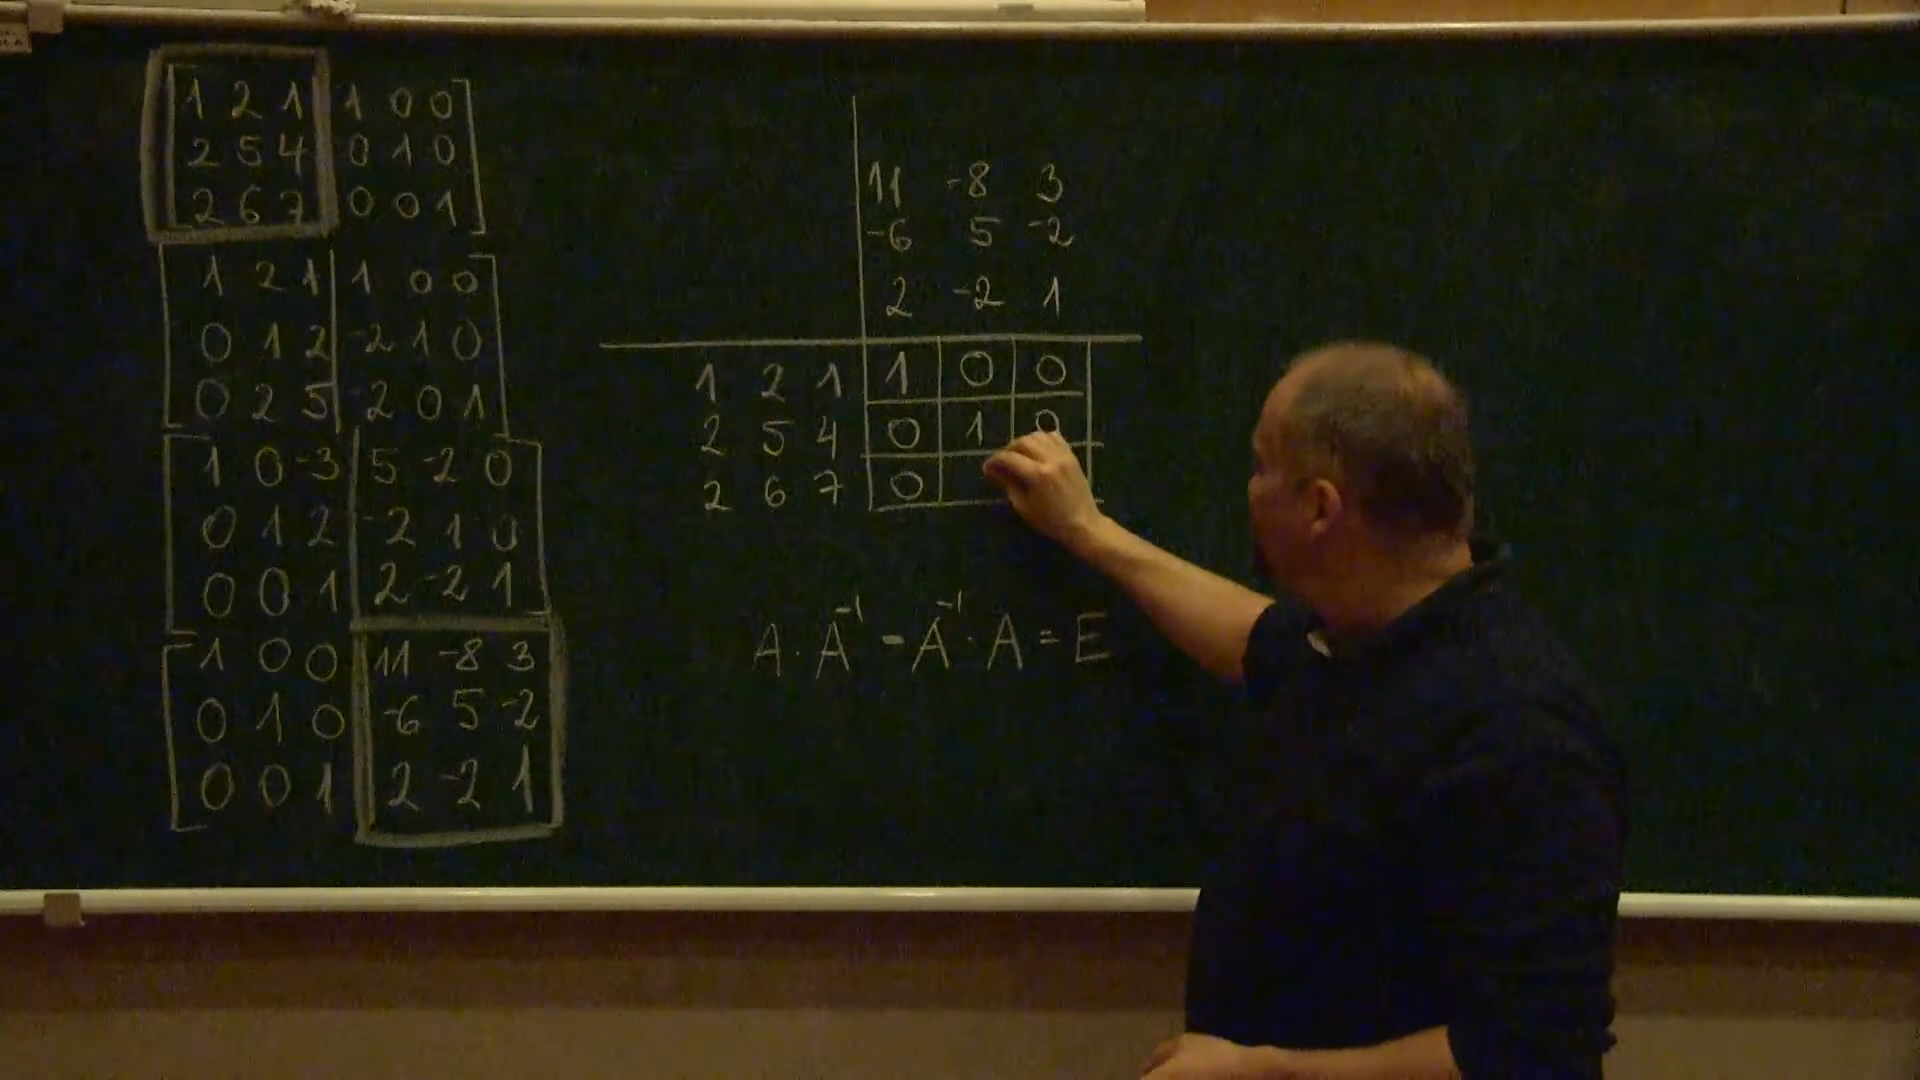 1 2 1 1 0 0
2 5 4 0 1 0
2 6 7 0 0 1
1 2 1 1 0 0
0 1 2 -2 1 0
0 2 5 -2 0 1
1 0 -3 5 -2 0
0 1 2 -2 1 0
0 0 1 2 -2 1
1 0 0 11 -8 3
0 1 0 -6 5 -2
0 0 1 2 -2 1
11 -8 3
-6 5 -2
2 -2 1
1 2 1 1 0 0
2 5 4 0 1 0
2 6 7 0
A · A⁻¹ = A⁻¹ · A = E